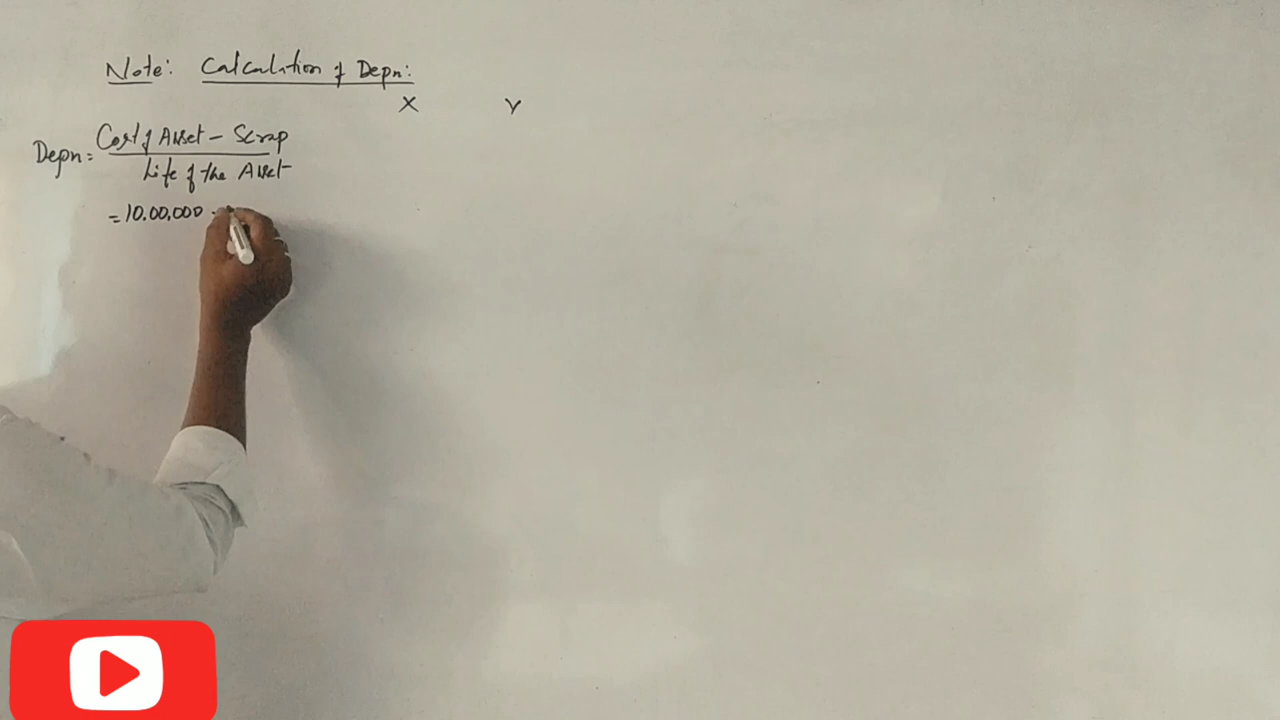 Note: Calculation of Depn:
X Y
Depn = Cost of Asset - Scrap
Life of the Asset
= 10.00,000 -